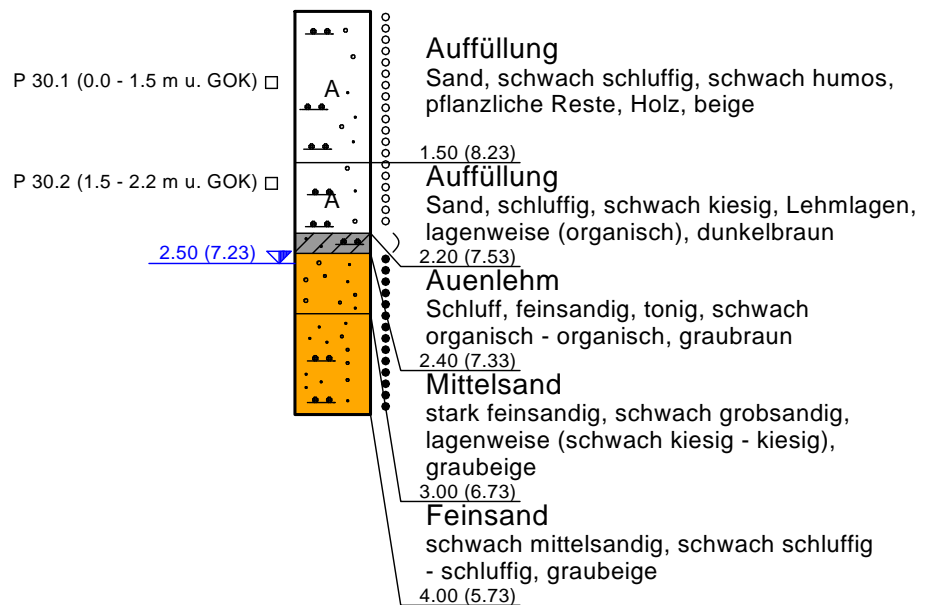 Auffüllung
Sand, schwach schluffig, schwach humos,
pflanzliche Reste, Holz, beige
P 30.1 (0.0 - 1.5 m u. GOK)
A
1.50 (8.23)
Auffüllung
Sand, schluffig, schwach kiesig, Lehmlagen,
lagenweise (organisch), dunkelbraun
P 30.2 (1.5 - 2.2 m u. GOK)
A
2.20 (7.53)
2.50 (7.23)
Auenlehm
Schluff, feinsandig, tonig, schwach
organisch - organisch, graubraun
2.40 (7.33)
Mittelsand
stark feinsandig, schwach grobsandig,
lagenweise (schwach kiesig - kiesig),
graubeige
3.00 (6.73)
Feinsand
schwach mittelsandig, schwach schluffig
- schluffig, graubeige
4.00 (5.73)